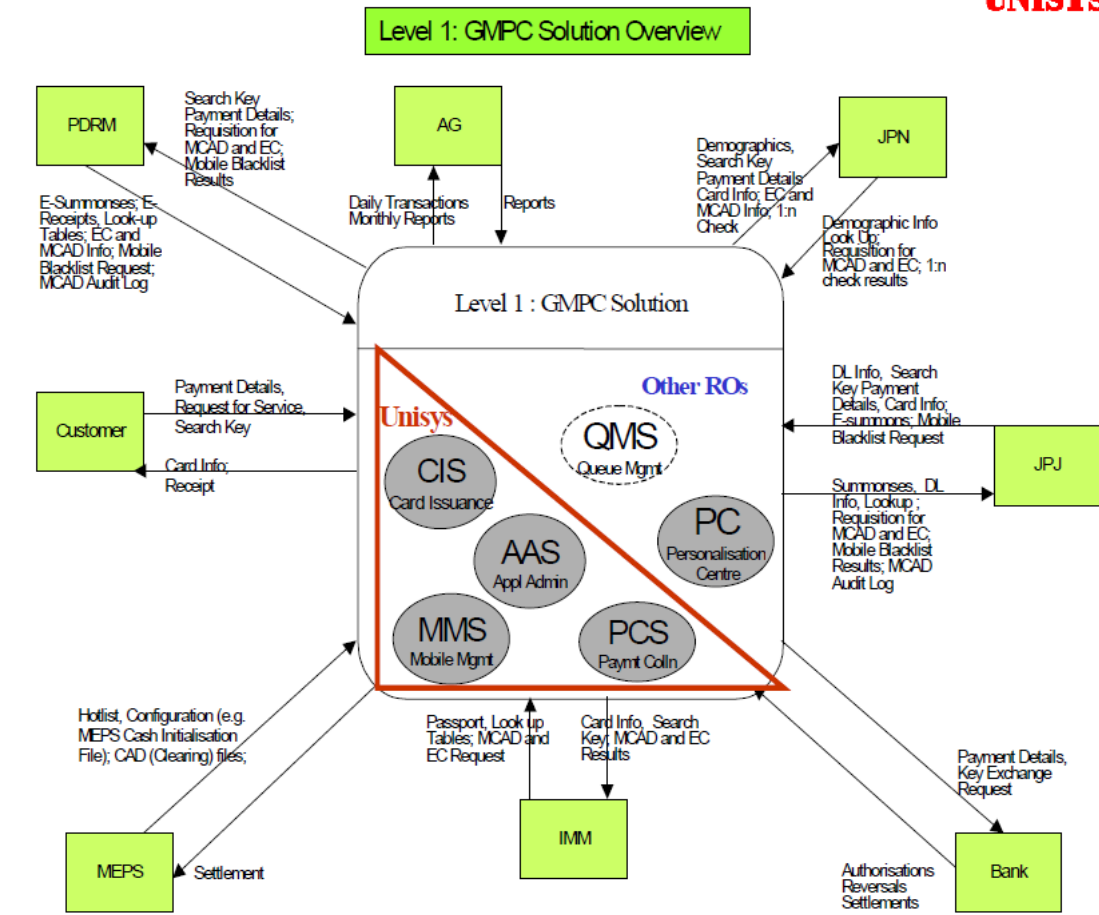 UNISYS
Level 1: GMPC Solution Overview
PDRM
Search Key
Payment Details;
Requisition for
MCAD and EC;
Mobile Blacklist
Results
AG
Demographics,
Search Key
Payment Details
Card Info; EC and
MCAD Info; 1:n
Check
JPN
E-Summonses; E-
Receipts, Look-up
Tables; EC and
MCAD Info; Mobile
Blacklist Request;
MCAD Audit Log
Daily Transactions
Monthly Reports
Reports
Demographic Info
Look Up;
Requisition for
MCAD and EC; 1:n
check results
Level 1 : GMPC Solution
Customer
Payment Details,
Request for Service,
Search Key
Card Info;
Receipt
Unisys
Other ROs
CIS
Card Issuance
QMS
Queue Mgmt
AAS
Appl Admin
PC
Personalisation
Centre
MMS
Mobile Mgmt
PCS
Paymt Colln
DL Info, Search
Key Payment
Details, Card Info;
E-summons; Mobile
Blacklist Request
JPJ
Summonses, DL
Info, Lookup ;
Requisition for
MCAD and EC;
Mobile Blacklist
Results; MCAD
Audit Log
Hotlist, Configuration (e.g.
MEPS Cash Initialisation
File); CAD (Clearing) files;
Passport, Look up
Tables; MCAD and
EC Request
Card Info, Search
Key; MCAD and EC
Results
Payment Details,
Key Exchange
Request
MEPS
Settlement
IMM
Authorisations
Reversals
Settlements
Bank